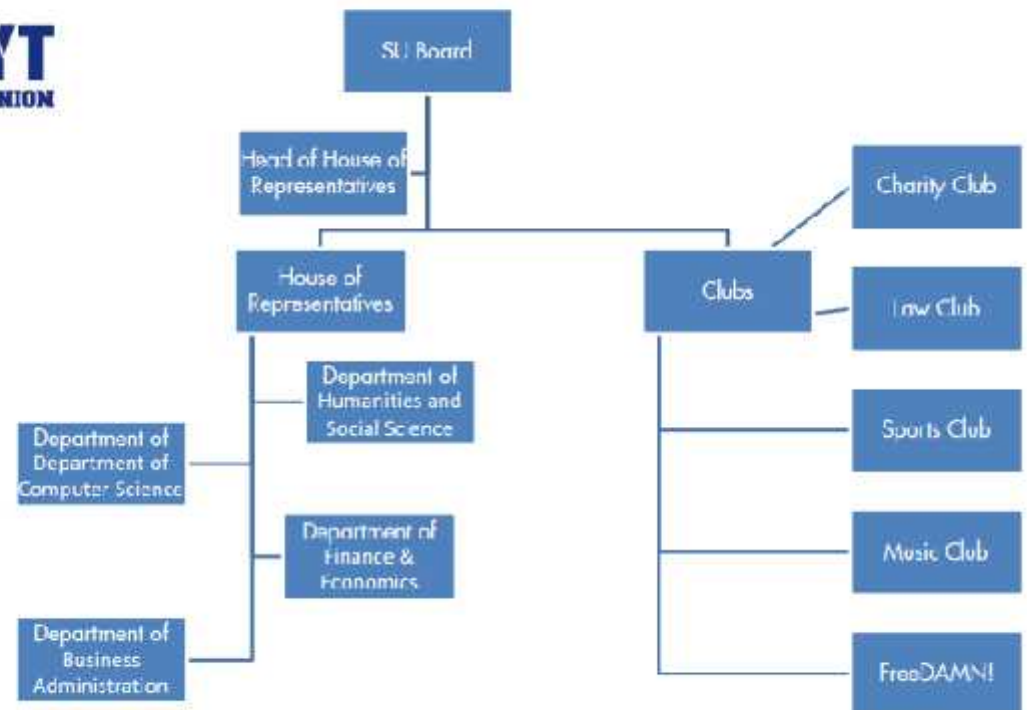 YT
NION
SU Board
Head of House of
Representatives
Charity Club
House of
Representatives
Clubs
Law Club
Department of
Humanities and
Social Science
Sports Club
Department of
Department of
Computer Science
Department of
Finance &
Economics
Music Club
Department of
Business
Administration
FreeDAMN!